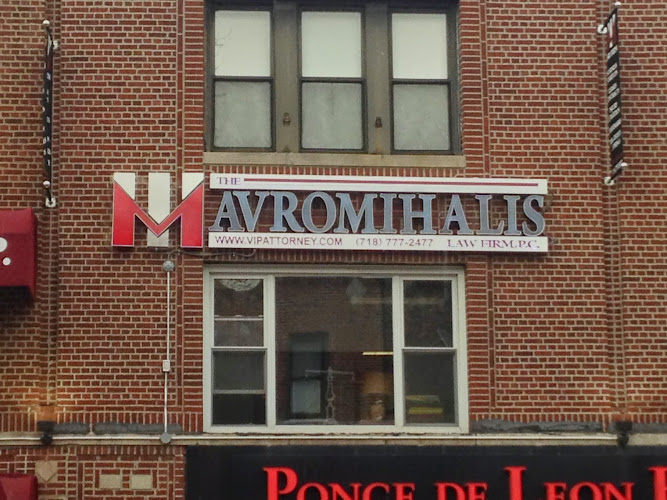 THE
MAVROMIHALIS
WWW.VIPATTORNEY.COM (718) 777-2477 LAW FIRM, P.C.
P.
PONCE DE LEON